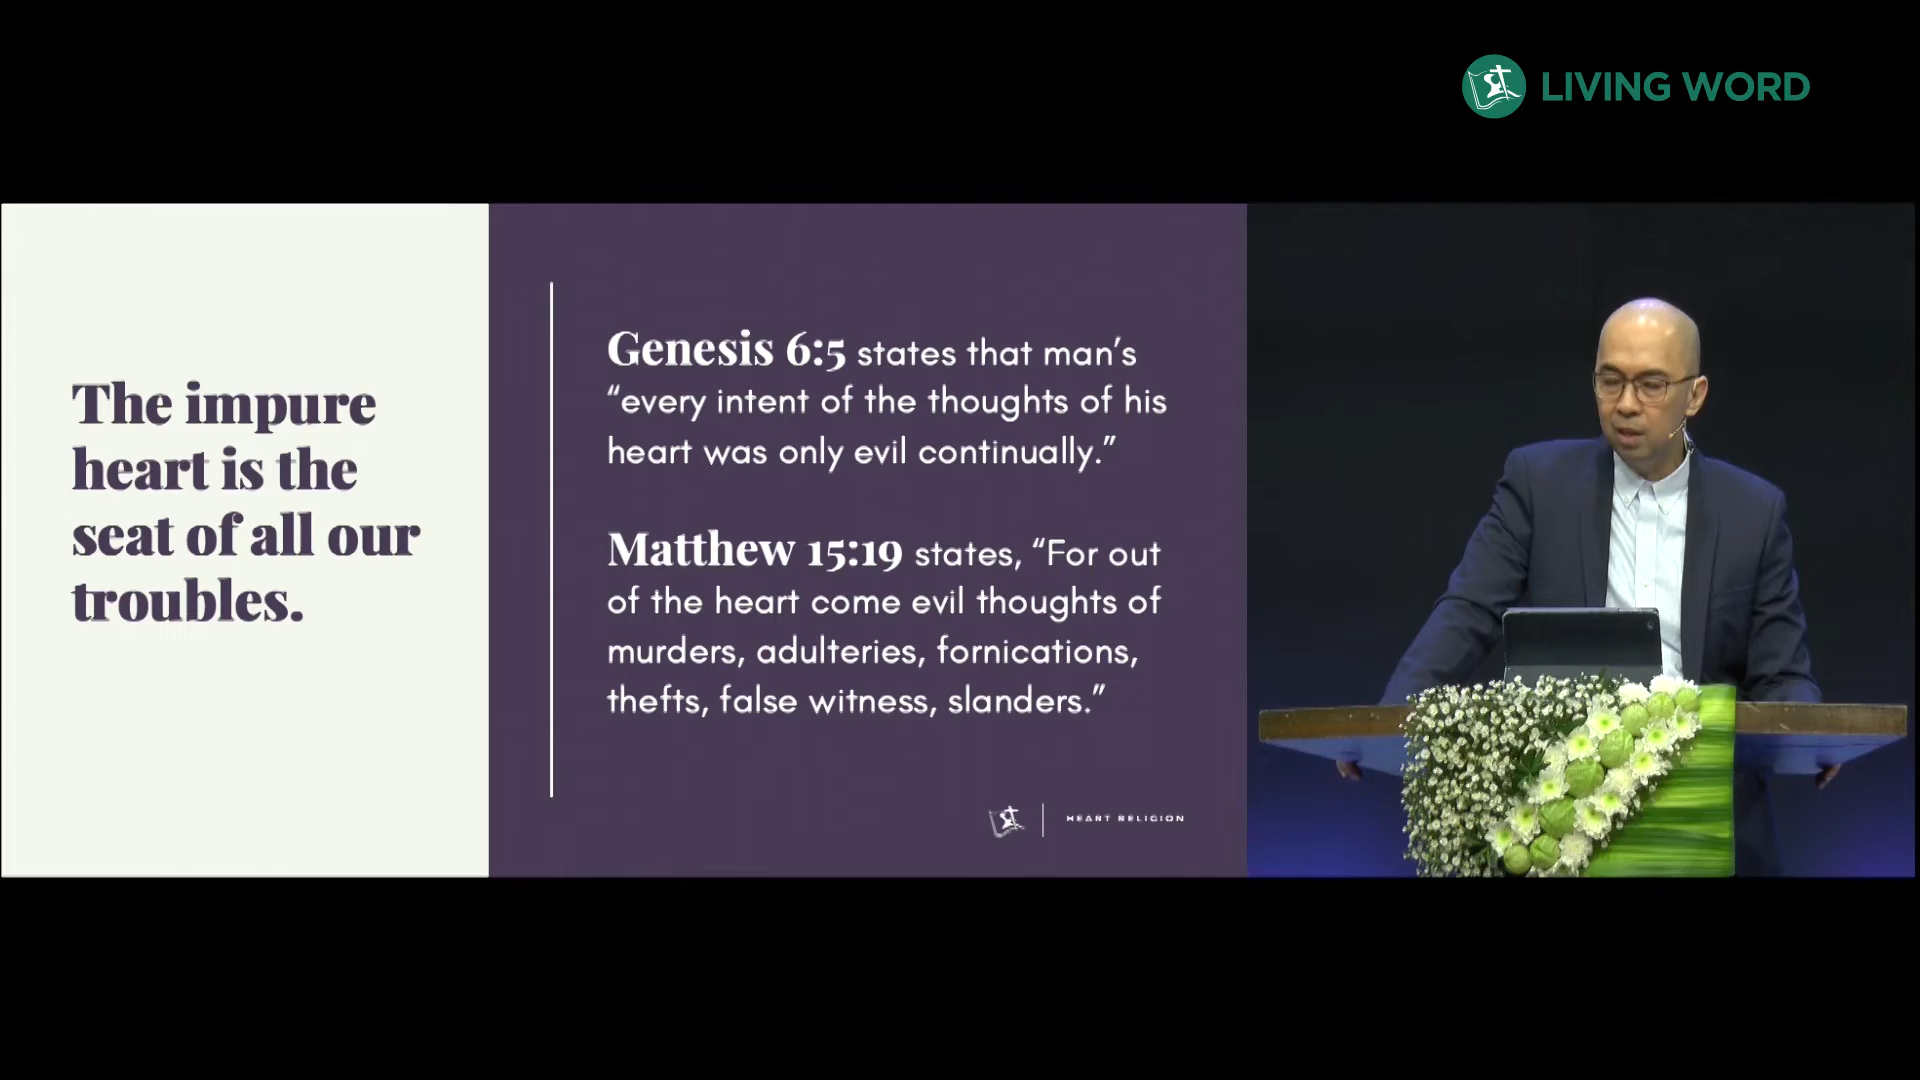 LIVING WORD
The impure
heart is the
seat of all our
troubles.
Genesis 6:5 states that man’s
“every intent of the thoughts of his
heart was only evil continually.”
Matthew 15:19 states, “For out
of the heart come evil thoughts of
murders, adulteries, fornications,
thefts, false witness, slanders.”
HEART RELIGION